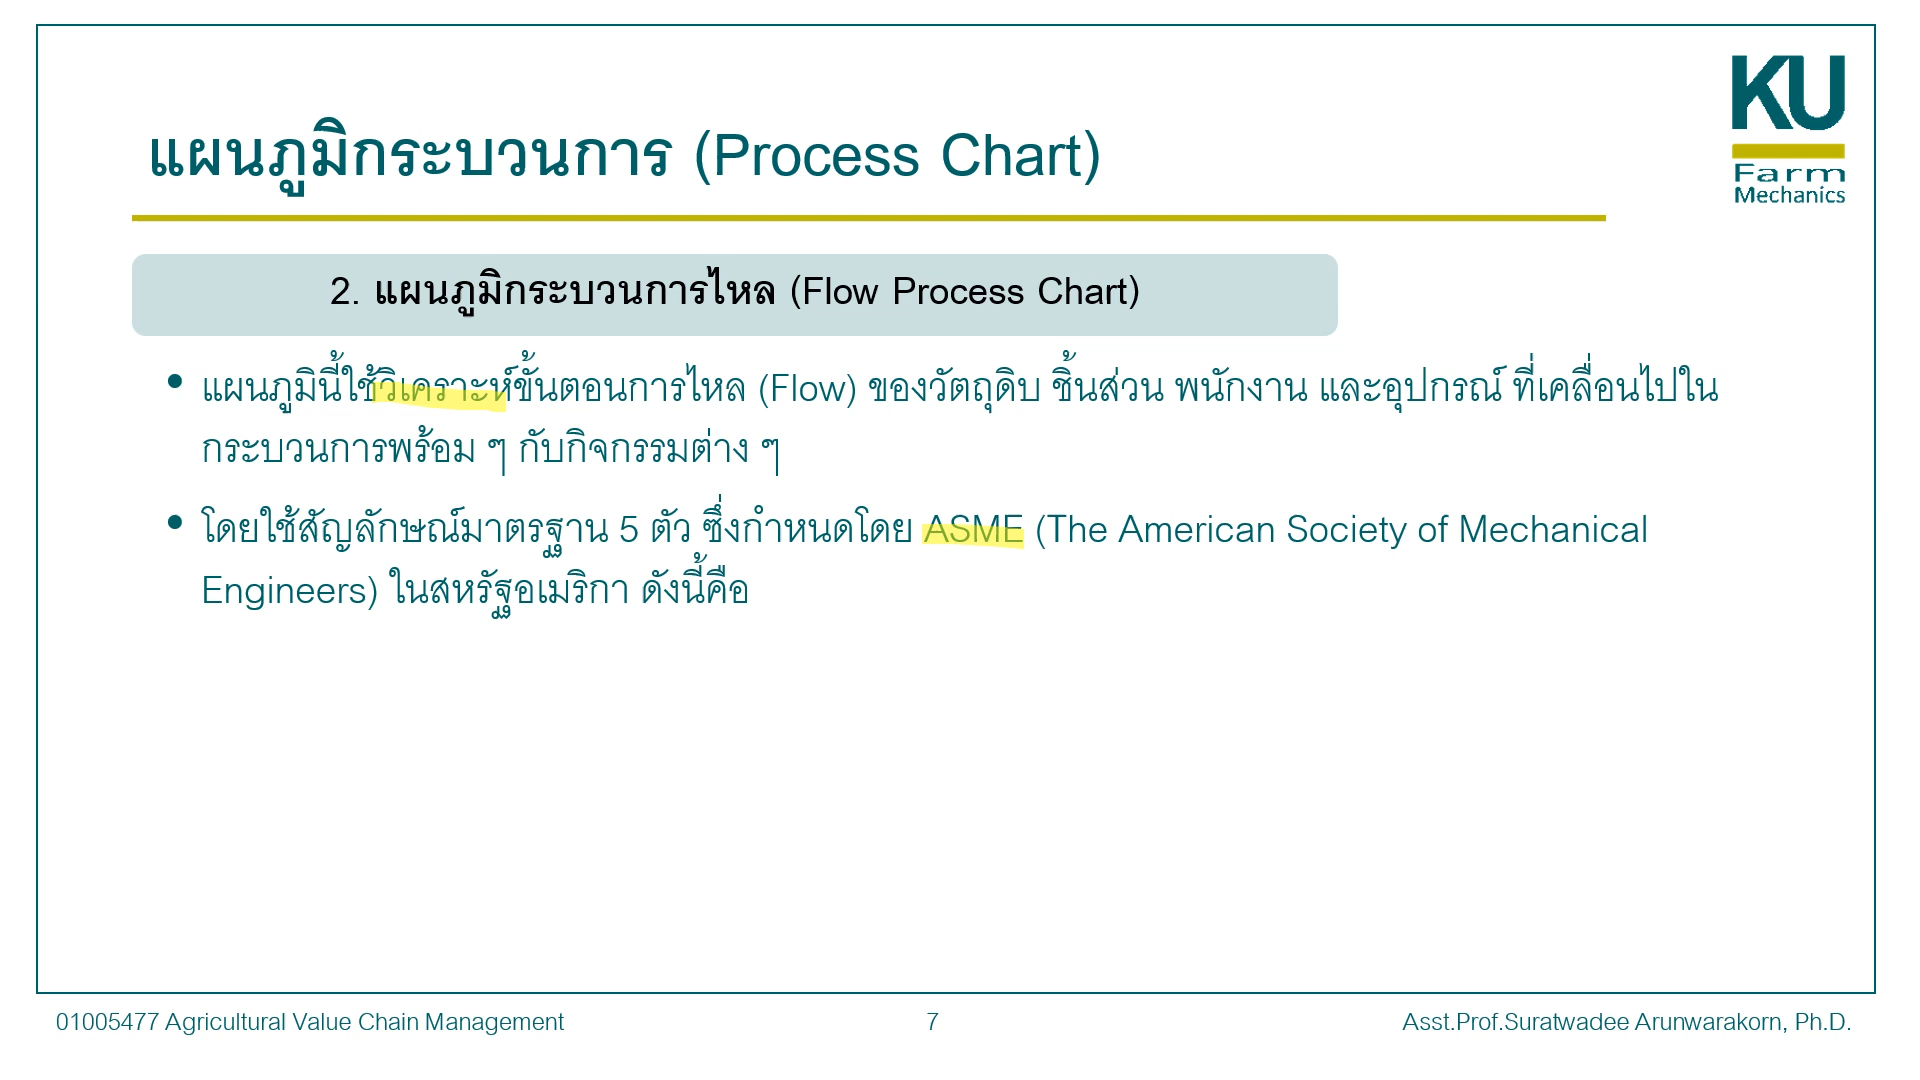 KU
Farm
Mechanics
แผนภูมิกระบวนการ (Process Chart)
2. แผนภูมิกระบวนการไหล (Flow Process Chart)
• แผนภูมินี้ใช้วิเคราะห์ขั้นตอนการไหล (Flow) ของวัตถุดิบ ชิ้นส่วน พนักงาน และอุปกรณ์ ที่เคลื่อนไปใน
กระบวนการพร้อม ๆ กับกิจกรรมต่าง ๆ
• โดยใช้สัญลักษณ์มาตรฐาน 5 ตัว ซึ่งกำหนดโดย ASME (The American Society of Mechanical
Engineers) ในสหรัฐอเมริกา ดังนี้คือ
01005477 Agricultural Value Chain Management
7
Asst.Prof.Suratwadee Arunwarakorn, Ph.D.